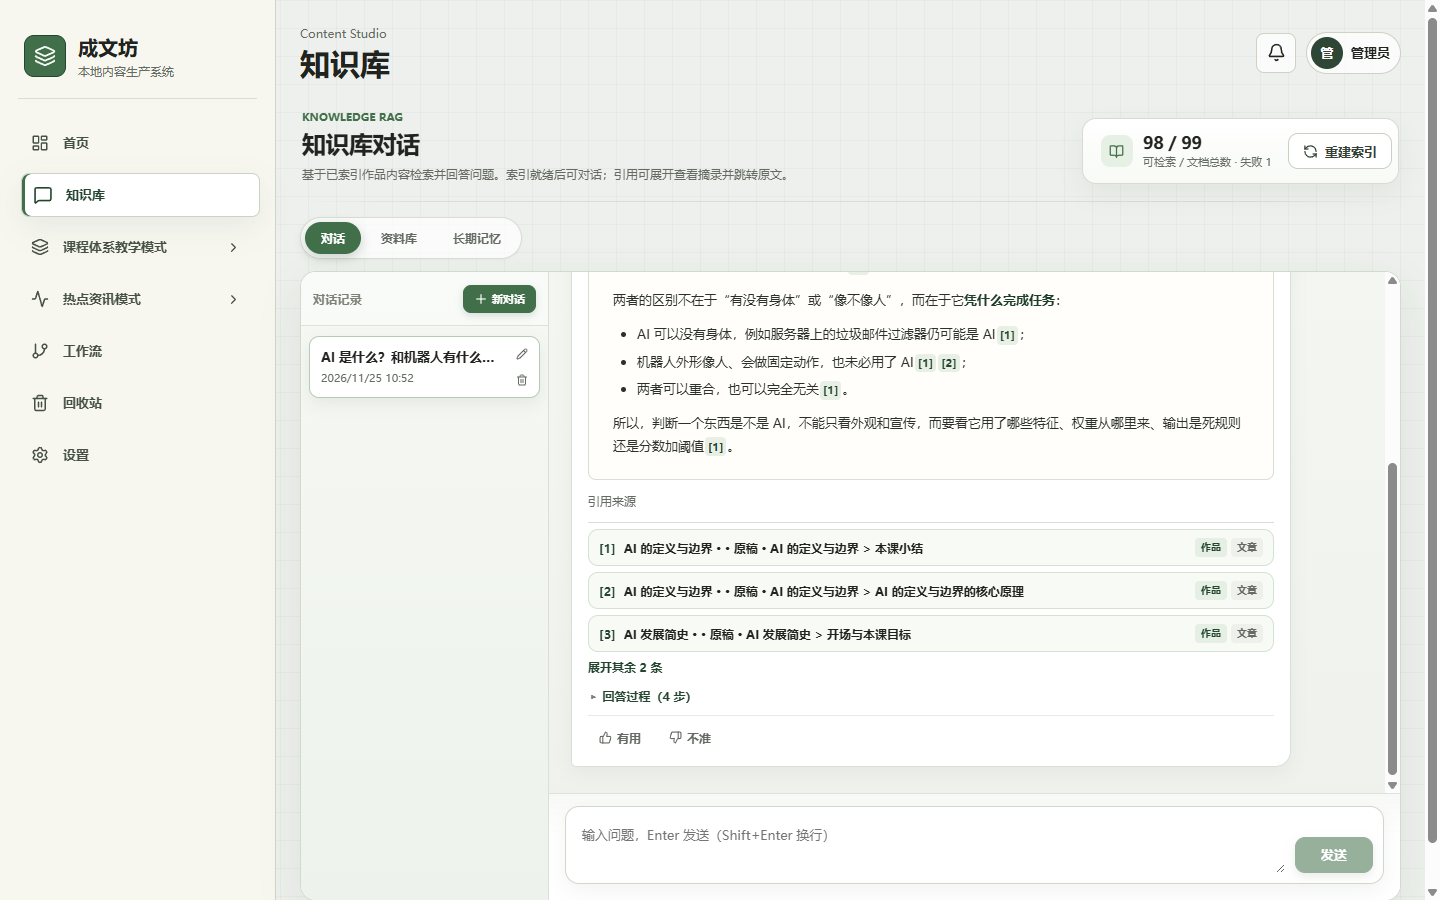 成文坊
本地内容生产系统
首页
知识库
课程体系教学模式
热点资讯模式
工作流
回收站
设置
Content Studio
知识库
管 管理员
KNOWLEDGE RAG
知识库对话
基于已索引作品内容检索并回答问题。索引就绪后可对话；引用可展开查看摘录并跳转原文。
98 / 99
可检索 / 文档总数 · 失败 1
重建索引
对话 资料库 长期记忆
对话记录
新对话
AI 是什么？和机器人有什么...
2026/11/25 10:52
两者的区别不在于“有没有身体”或“像不像人”，而在于它凭什么完成任务：
• AI 可以没有身体，例如服务器上的垃圾邮件过滤器仍可能是 AI [1]；
• 机器人外形像人、会做固定动作，也未必用了 AI [1] [2]；
• 两者可以重合，也可以完全无关 [1]。
所以，判断一个东西是不是 AI，不能只看外观和宣传，而要看它用了哪些特征、权重从哪里来、输出是死规则
还是分数加阈值 [1]。
引用来源
[1] AI 的定义与边界 • • 原稿 • AI 的定义与边界 > 本课小结 作品 文章
[2] AI 的定义与边界 • • 原稿 • AI 的定义与边界 > AI 的定义与边界的核心原理 作品 文章
[3] AI 发展简史 • • 原稿 • AI 发展简史 > 开场与本课目标 作品 文章
展开其余 2 条
回答过程（4 步）
有用 不准
输入问题，Enter 发送（Shift+Enter 换行）
发送